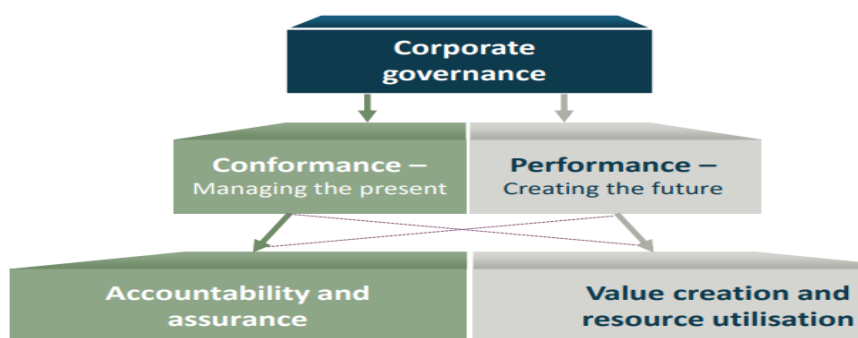 Corporate
governance
Conformance –
Managing the present
Performance –
Creating the future
Accountability and
assurance
Value creation and
resource utilisation